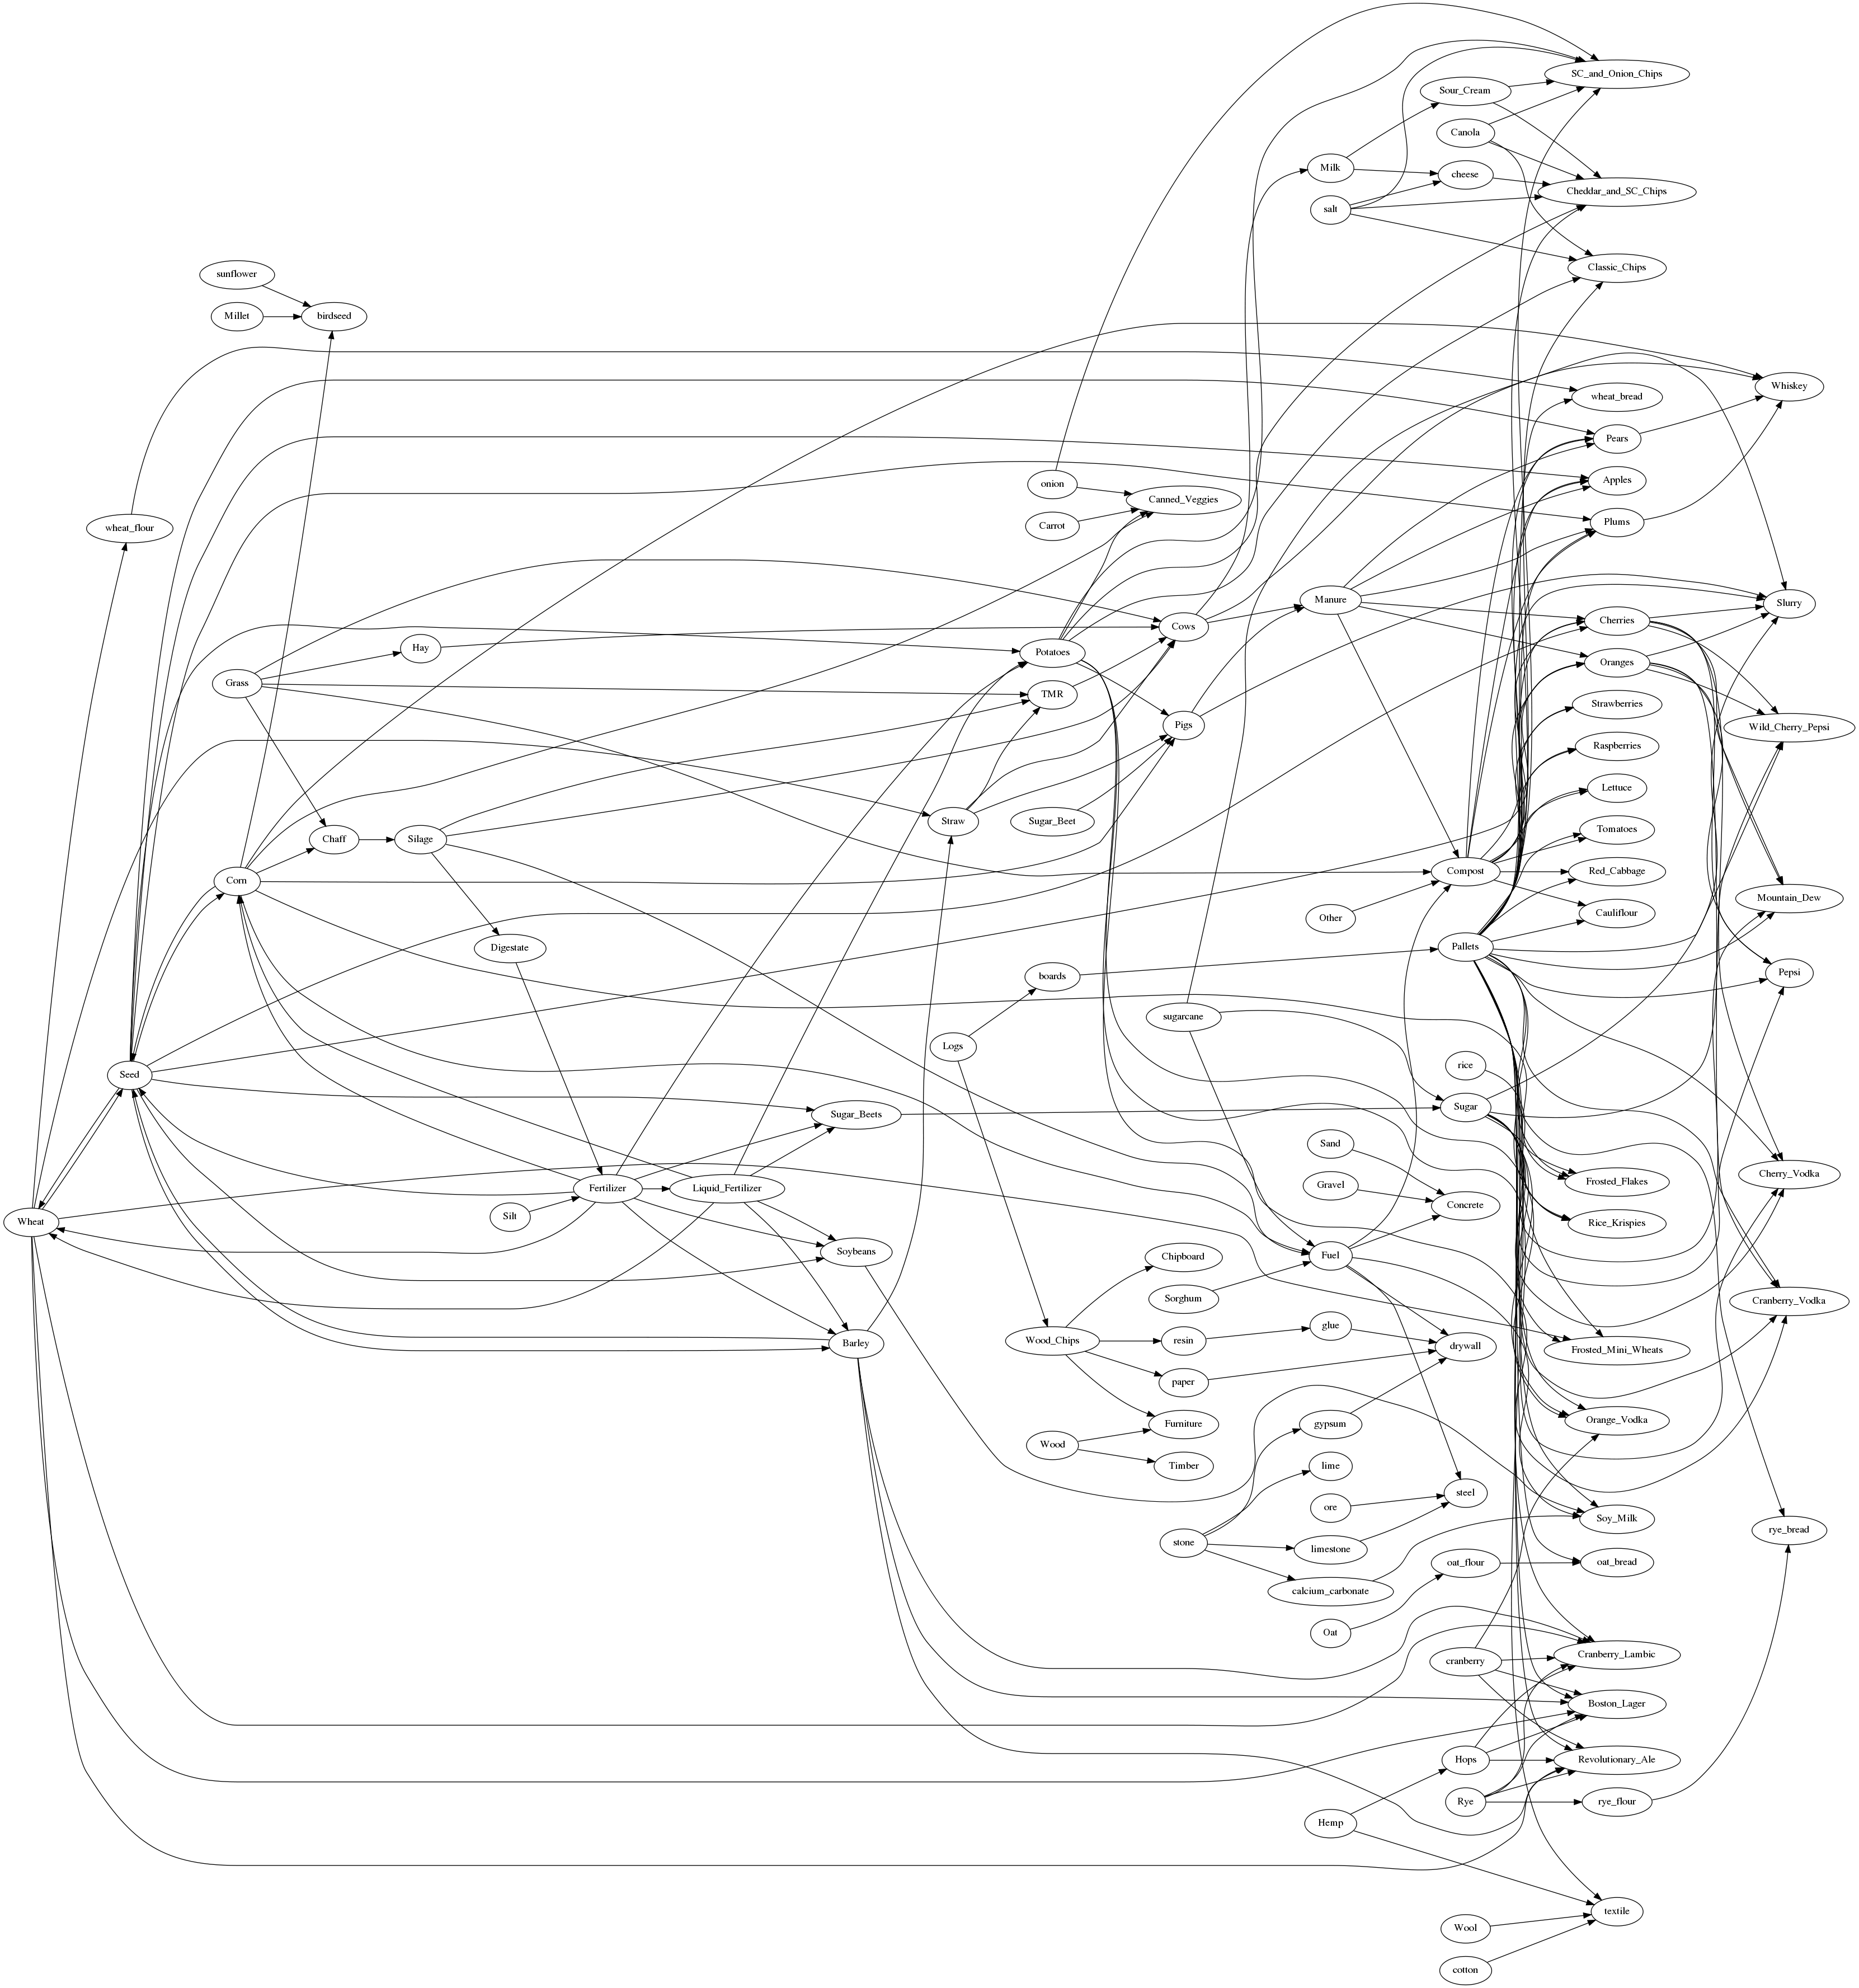 SC_and_Onion_Chips
Sour_Cream
Canola
Milk
cheese
Cheddar_and_SC_Chips
salt
Classic_Chips
sunflower
Millet
birdseed
Whiskey
wheat_bread
Pears
Apples
onion
Canned_Veggies
Carrot
Plums
wheat_flour
Manure
Slurry
Cherries
Cows
Hay
Potatoes
Oranges
Grass
TMR
Strawberries
Pigs
Wild_Cherry_Pepsi
Raspberries
Lettuce
Straw
Sugar_Beet
Tomatoes
Chaff
Silage
Compost
Red_Cabbage
Corn
Mountain_Dew
Other
Cauliflour
Digestate
Pallets
boards
Pepsi
sugarcane
Logs
rice
Seed
Sugar
Sugar_Beets
Sand
Cherry_Vodka
Frosted_Flakes
Gravel
Fertilizer
Liquid_Fertilizer
Concrete
Silt
Wheat
Rice_Krispies
Soybeans
Chipboard
Fuel
Sorghum
Cranberry_Vodka
glue
Barley
Wood_Chips
resin
drywall
Frosted_Mini_Wheats
paper
Furniture
gypsum
Orange_Vodka
Wood
Timber
lime
steel
ore
Soy_Milk
rye_bread
stone
limestone
oat_flour
oat_bread
calcium_carbonate
Oat
cranberry
Cranberry_Lambic
Boston_Lager
Hops
Revolutionary_Ale
Rye
rye_flour
Hemp
textile
Wool
cotton